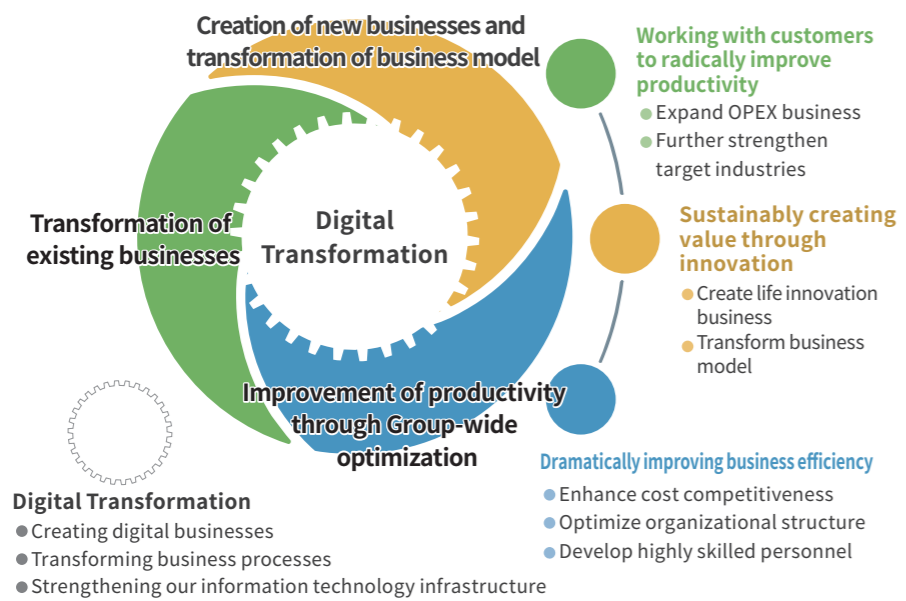 Creation of new businesses and
transformation of business model
Transformation of
existing businesses
Digital
Transformation
Improvement of productivity
through Group-wide
optimization
Working with customers
to radically improve
productivity
Expand OPEX business
Further strengthen
target industries
Sustainably creating
value through
innovation
Create life innovation
business
Transform business
model
Dramatically improving business efficiency
Enhance cost competitiveness
Optimize organizational structure
Develop highly skilled personnel
Digital Transformation
Creating digital businesses
Transforming business processes
Strengthening our information technology infrastructure